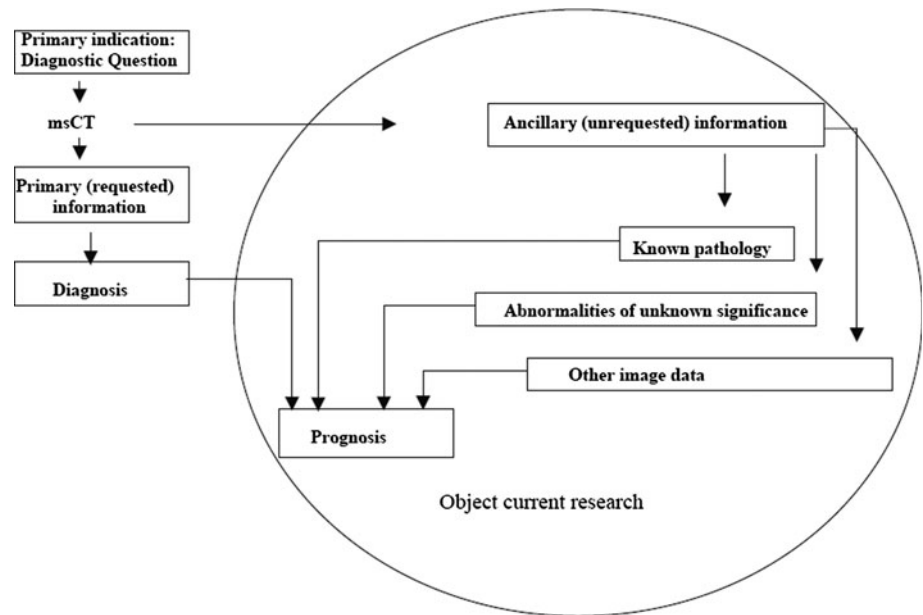 Primary indication:
Diagnostic Question
msCT
Primary (requested)
information
Diagnosis
Ancillary (unrequested) information
Known pathology
Abnormalities of unknown significance
Other image data
Prognosis
Object current research